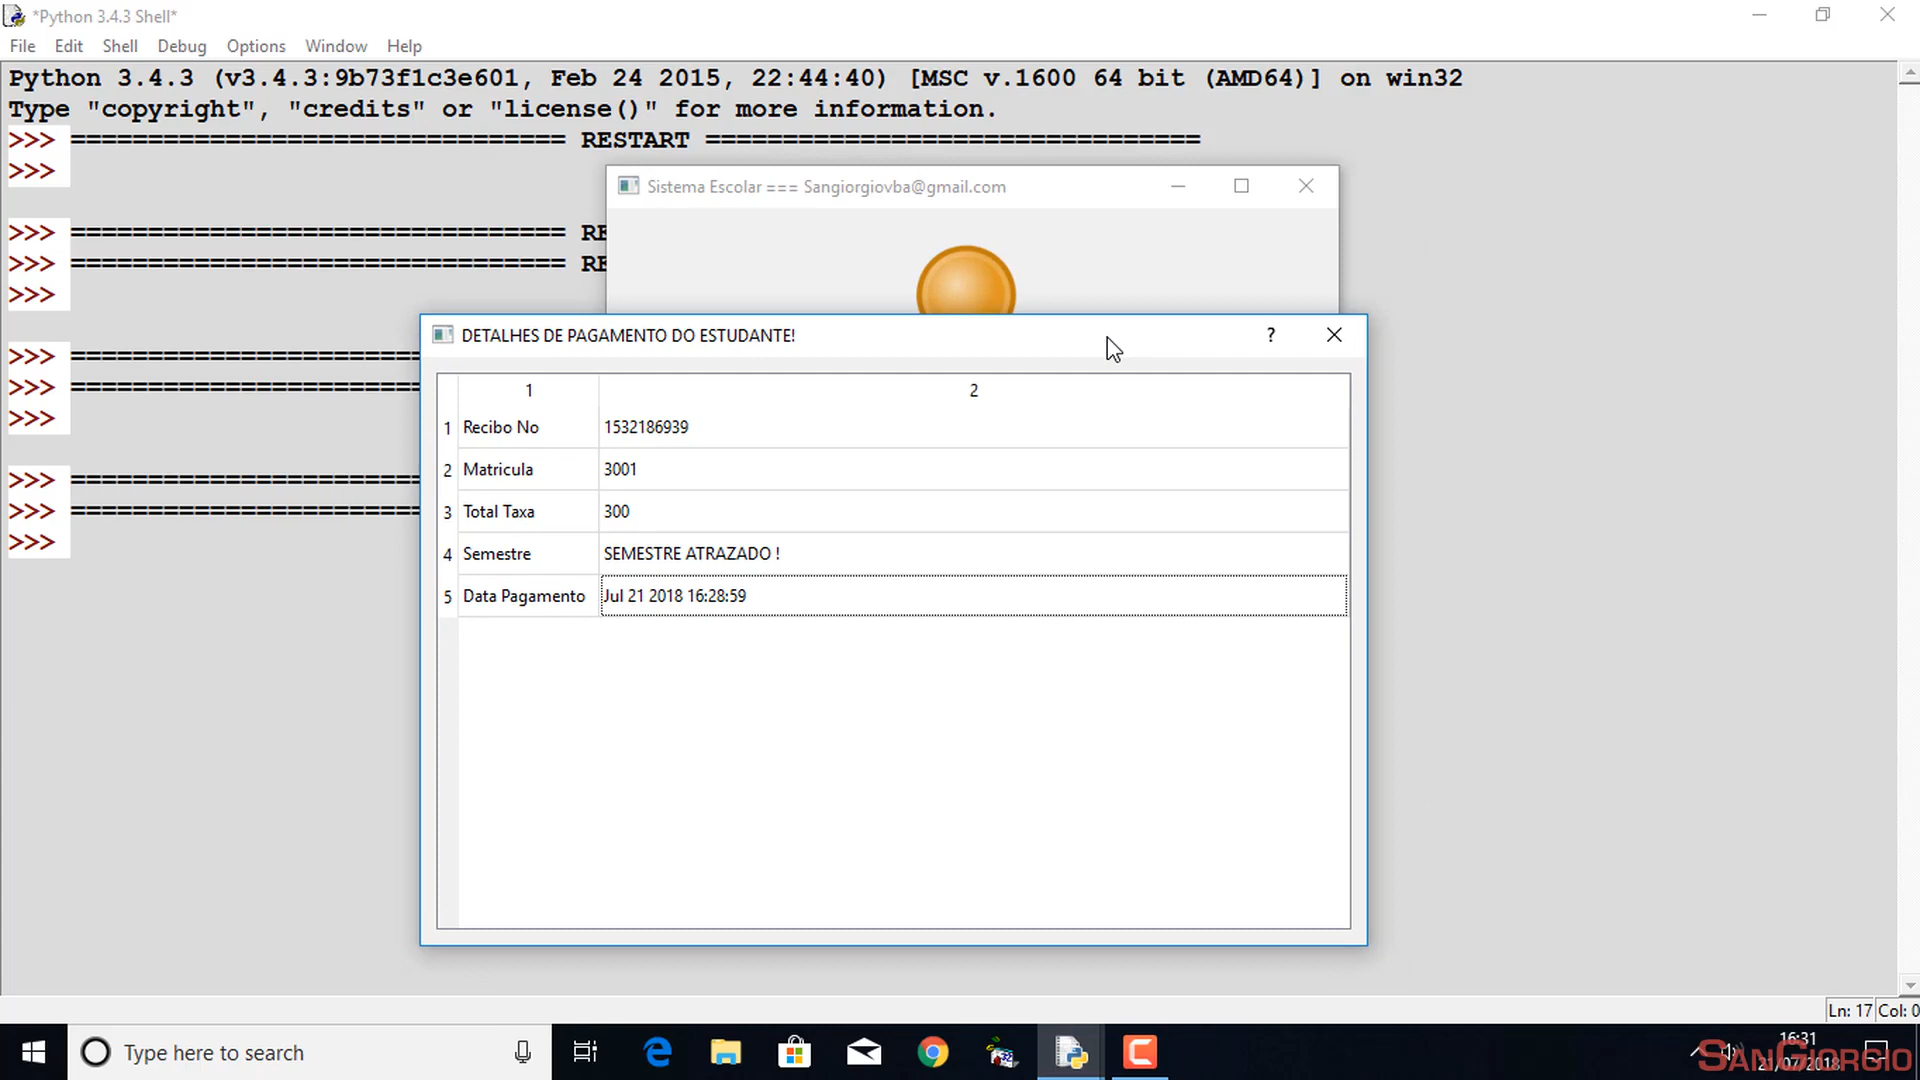 *Python 3.4.3 Shell*
File Edit Shell Debug Options Window Help
Python 3.4.3 (v3.4.3:9b73f1c3e601, Feb 24 2015, 22:44:40) [MSC v.1600 64 bit (AMD64)] on win32
Type "copyright", "credits" or "license()" for more information.
>>> ================================ RESTART ================================
>>>
Sistema Escolar === Sangiorgiovba@gmail.com
>>> ================================ RE
>>> ================================ RE
>>>
DETALHES DE PAGAMENTO DO ESTUDANTE! ?
>>> =======================
>>> =======================
>>>
>>> =======================
>>> =======================
>>>
1 2
1 Recibo No 1532186939
2 Matricula 3001
3 Total Taxa 300
4 Semestre SEMESTRE ATRAZADO !
5 Data Pagamento Jul 21 2018 16:28:59
Ln: 17 Col: 0
Type here to search
16:31
21/07/2018
SANGIORGIO